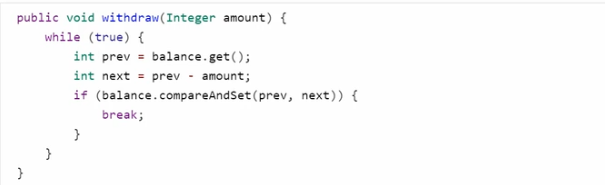 public void withdraw(Integer amount) {
    while (true) {
        int prev = balance.get();
        int next = prev - amount;
        if (balance.compareAndSet(prev, next)) {
            break;
        }
    }
}